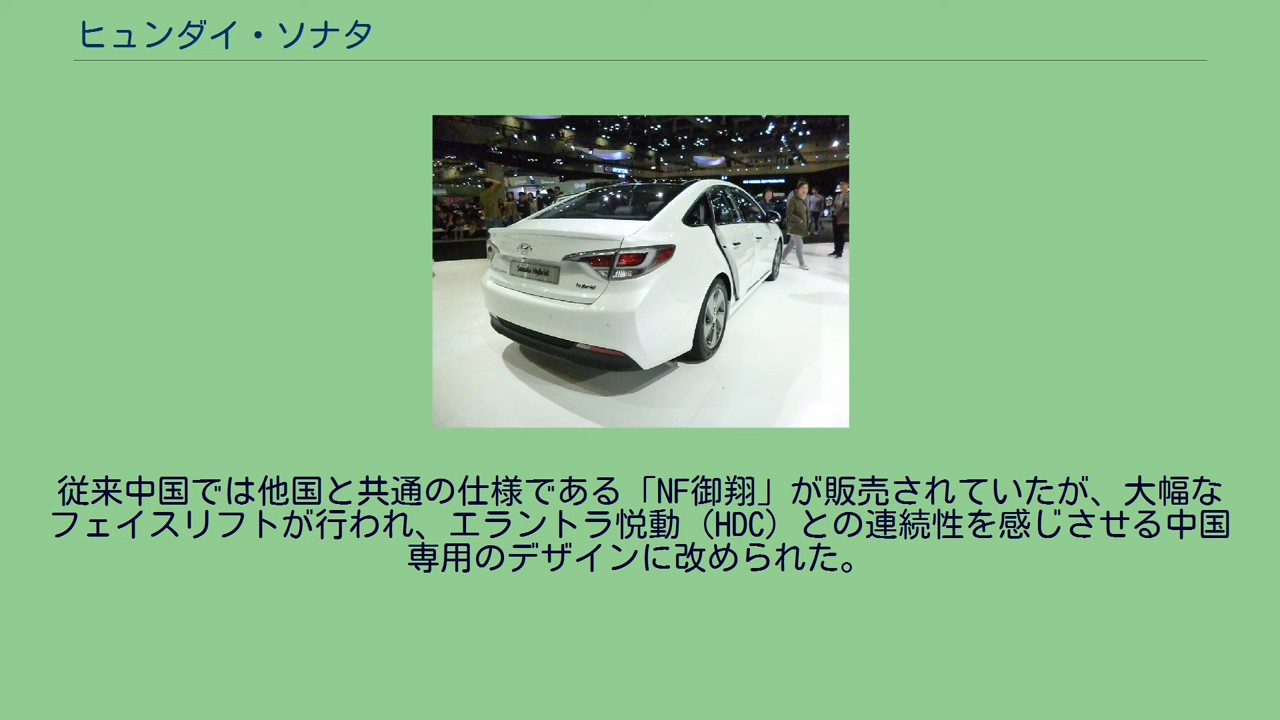 ヒュンダイ・ソナタ
Sonata Hybrid
hybrid
従来中国では他国と共通の仕様である「NF御翔」が販売されていたが、大幅な
フェイスリフトが行われ、エラントラ悦動（HDC）との連続性を感じさせる中国
専用のデザインに改められた。